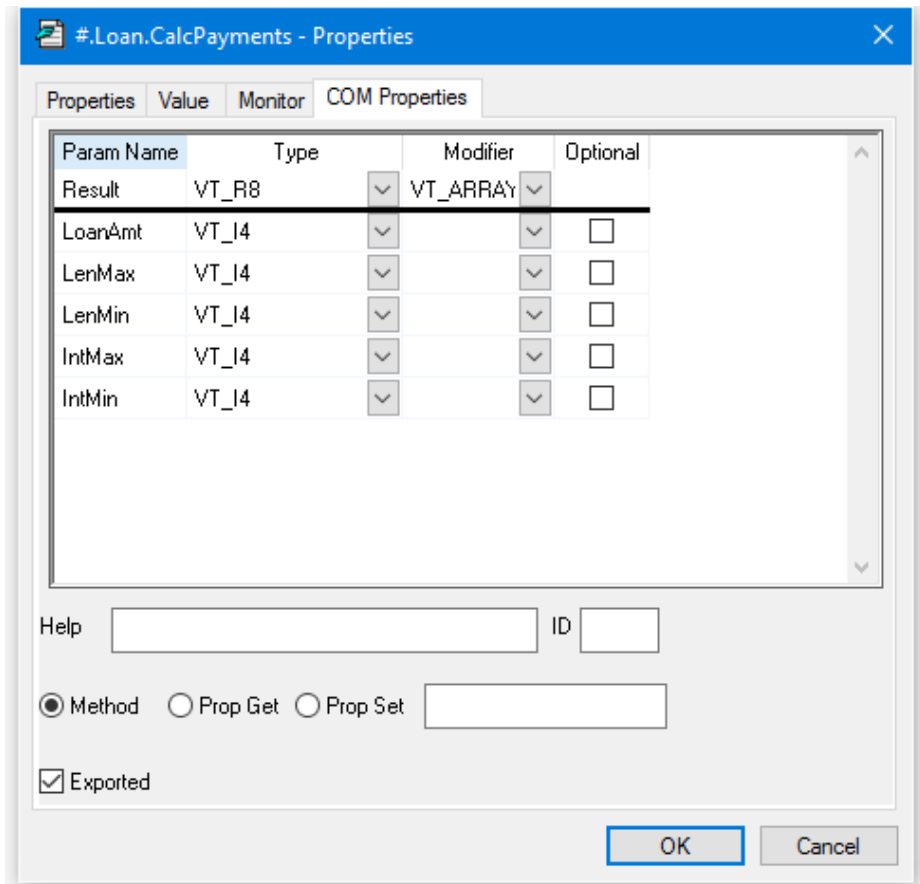 #.Loan.CalcPayments - Properties
Properties Value Monitor COM Properties
Param Name Type Modifier Optional
Result VT_R8 VT_ARRAY
LoanAmt VT_I4
LenMax VT_I4
LenMin VT_I4
IntMax VT_I4
IntMin VT_I4
Help ID
Method Prop Get Prop Set
Exported
OK Cancel